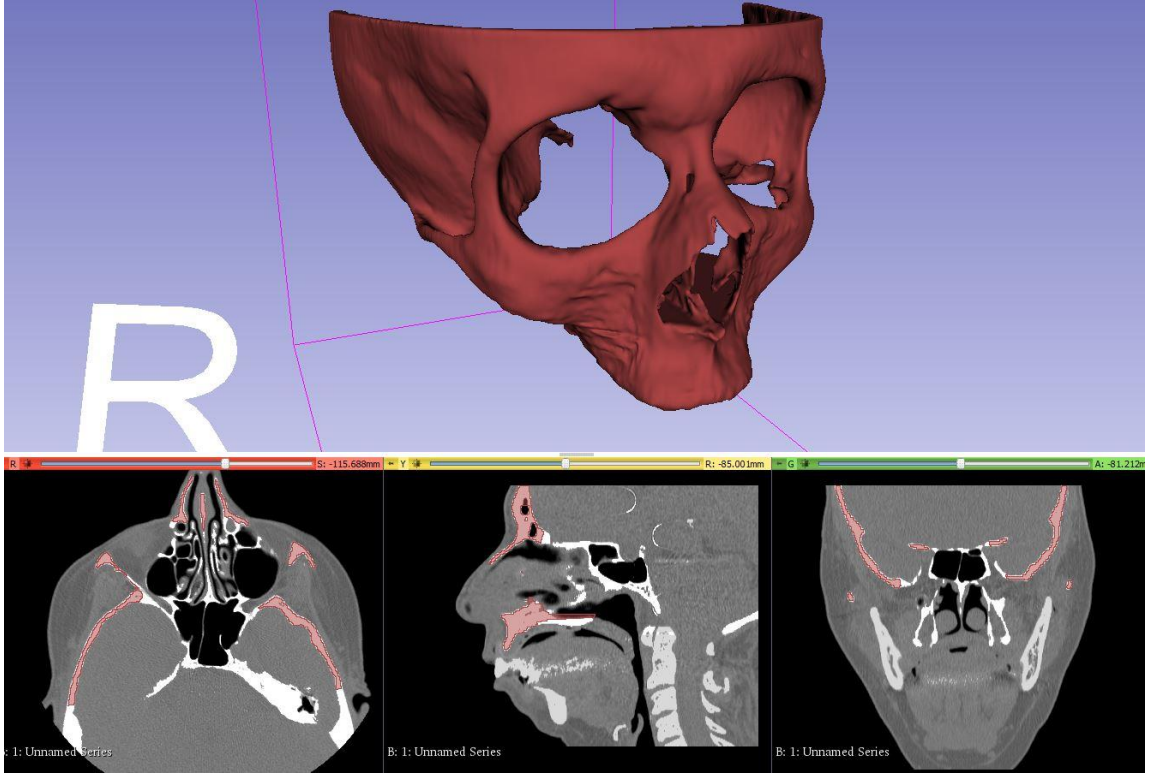 R
R S: -115.688mm
Y R: -85.001mm
G A: -81.212m
: 1: Unnamed Series
B: 1: Unnamed Series
B: 1: Unnamed Series